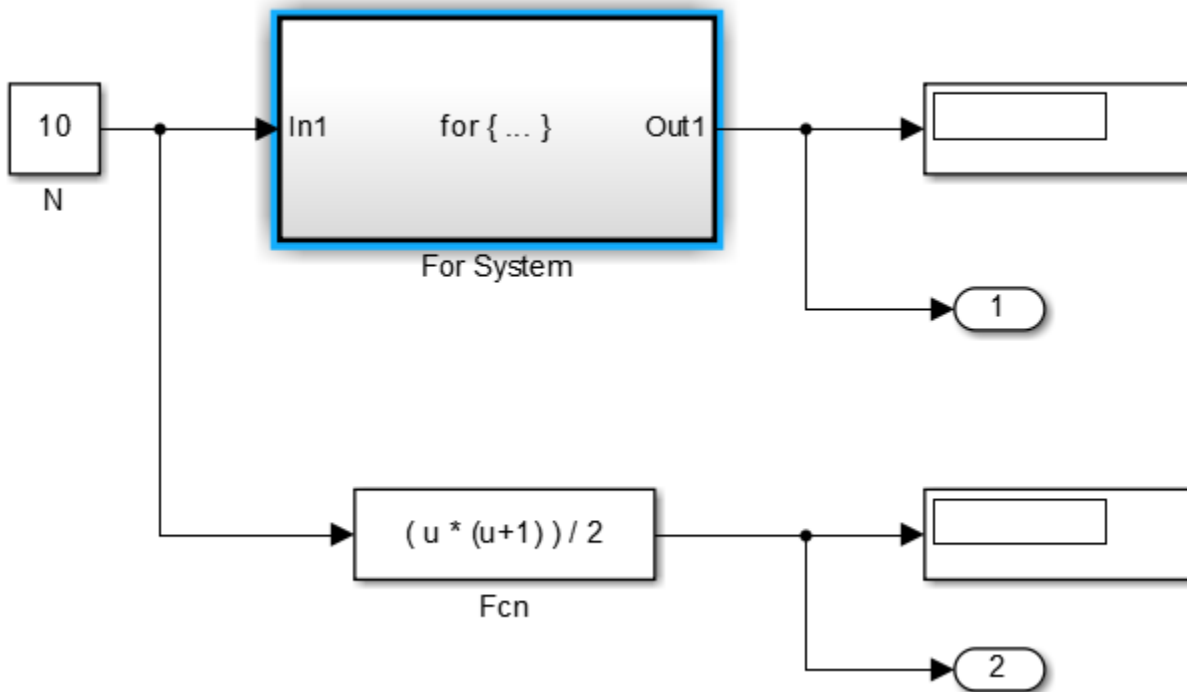 10
In1
for { ... }
Out1
N
For System
1
( u * (u+1) ) / 2
Fcn
2